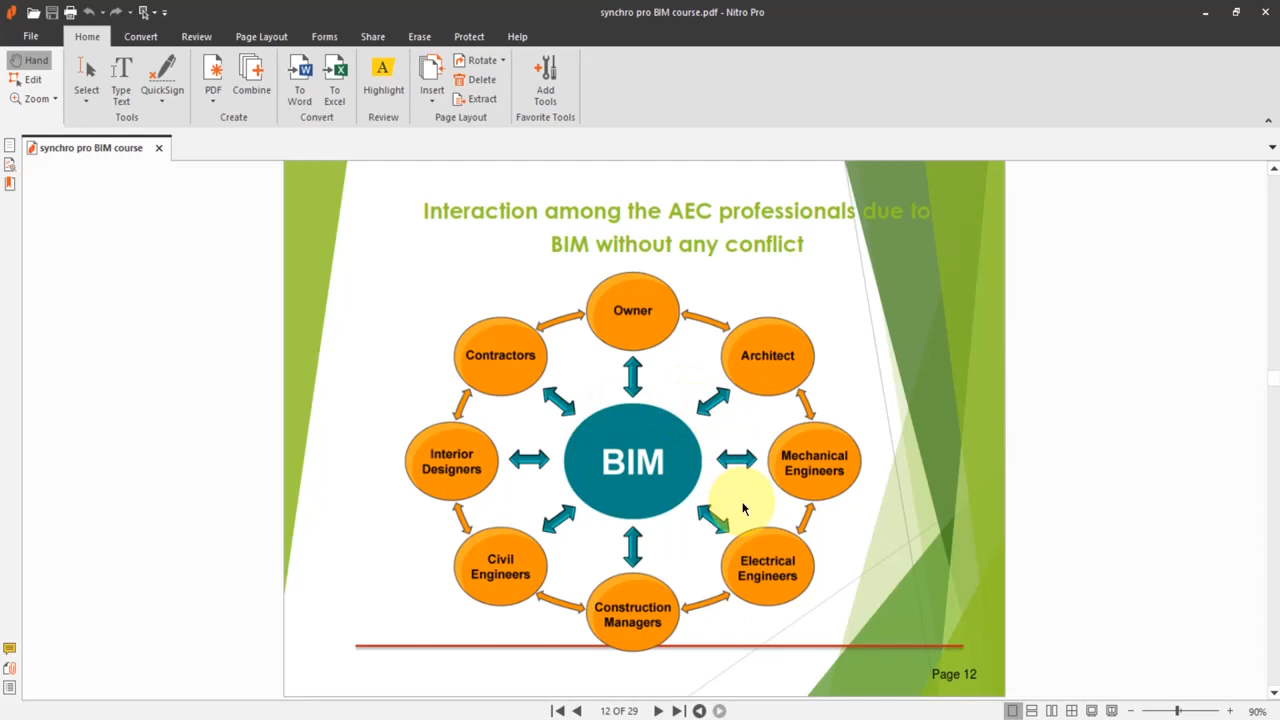 synchro pro BIM course.pdf - Nitro Pro
File Home Convert Review Page Layout Forms Share Erase Protect Help
Hand
Edit
Zoom
Select
Type
Text
QuickSign
Tools
PDF
Combine
Create
To
Word
To
Excel
Convert
Highlight
Review
Insert
Rotate
Delete
Extract
Page Layout
Add
Tools
Favorite Tools
synchro pro BIM course
Interaction among the AEC professionals due to
BIM without any conflict
Owner
Contractors
Architect
Interior
Designers
BIM
Mechanical
Engineers
Civil
Engineers
Electrical
Engineers
Construction
Managers
Page 12
12 OF 29
90%